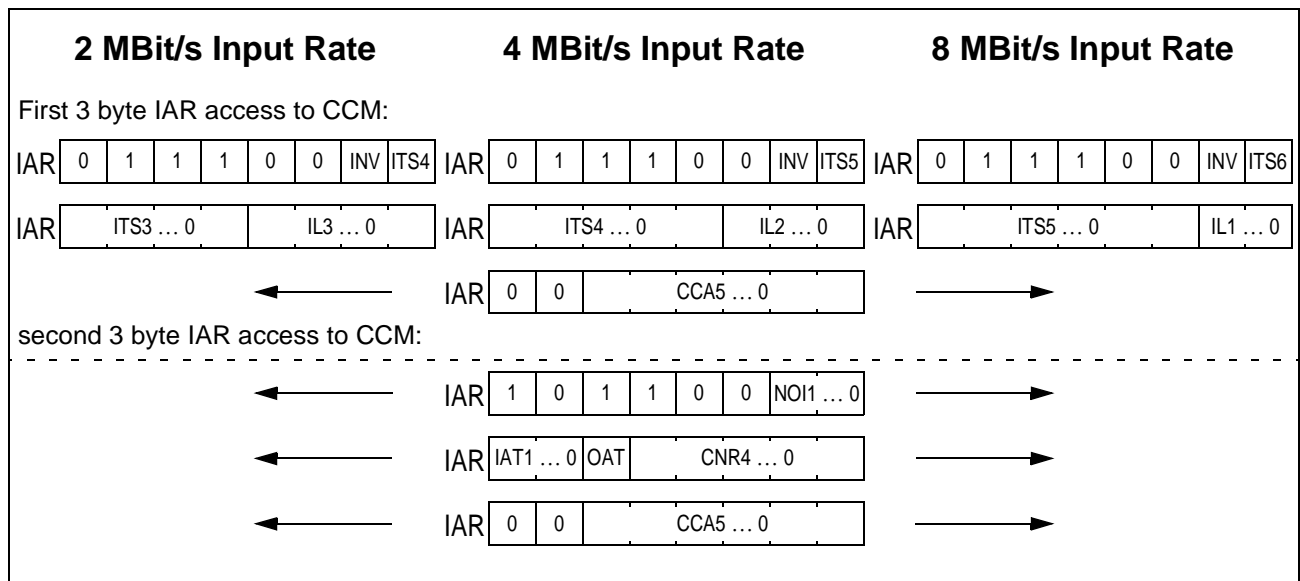 2 MBit/s Input Rate 4 MBit/s Input Rate 8 MBit/s Input Rate
First 3 byte IAR access to CCM:
IAR 0 1 1 1 0 0 INV ITS4 IAR 0 1 1 1 0 0 INV ITS5 IAR 0 1 1 1 0 0 INV ITS6
IAR ITS3 … 0 IL3 … 0 IAR ITS4 … 0 IL2 … 0 IAR ITS5 … 0 IL1 … 0
IAR 0 0 CCA5 … 0
second 3 byte IAR access to CCM:
IAR 1 0 1 1 0 0 NOI1 … 0
IAR IAT1 … 0 OAT CNR4 … 0
IAR 0 0 CCA5 … 0